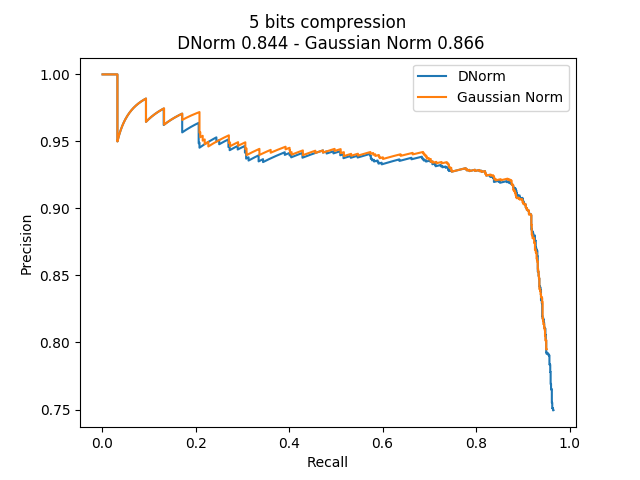 5 bits compression
DNorm 0.844 - Gaussian Norm 0.866
DNorm
Gaussian Norm
1.00
0.95
0.90
0.85
0.80
0.75
Precision
0.0
0.2
0.4
0.6
0.8
1.0
Recall